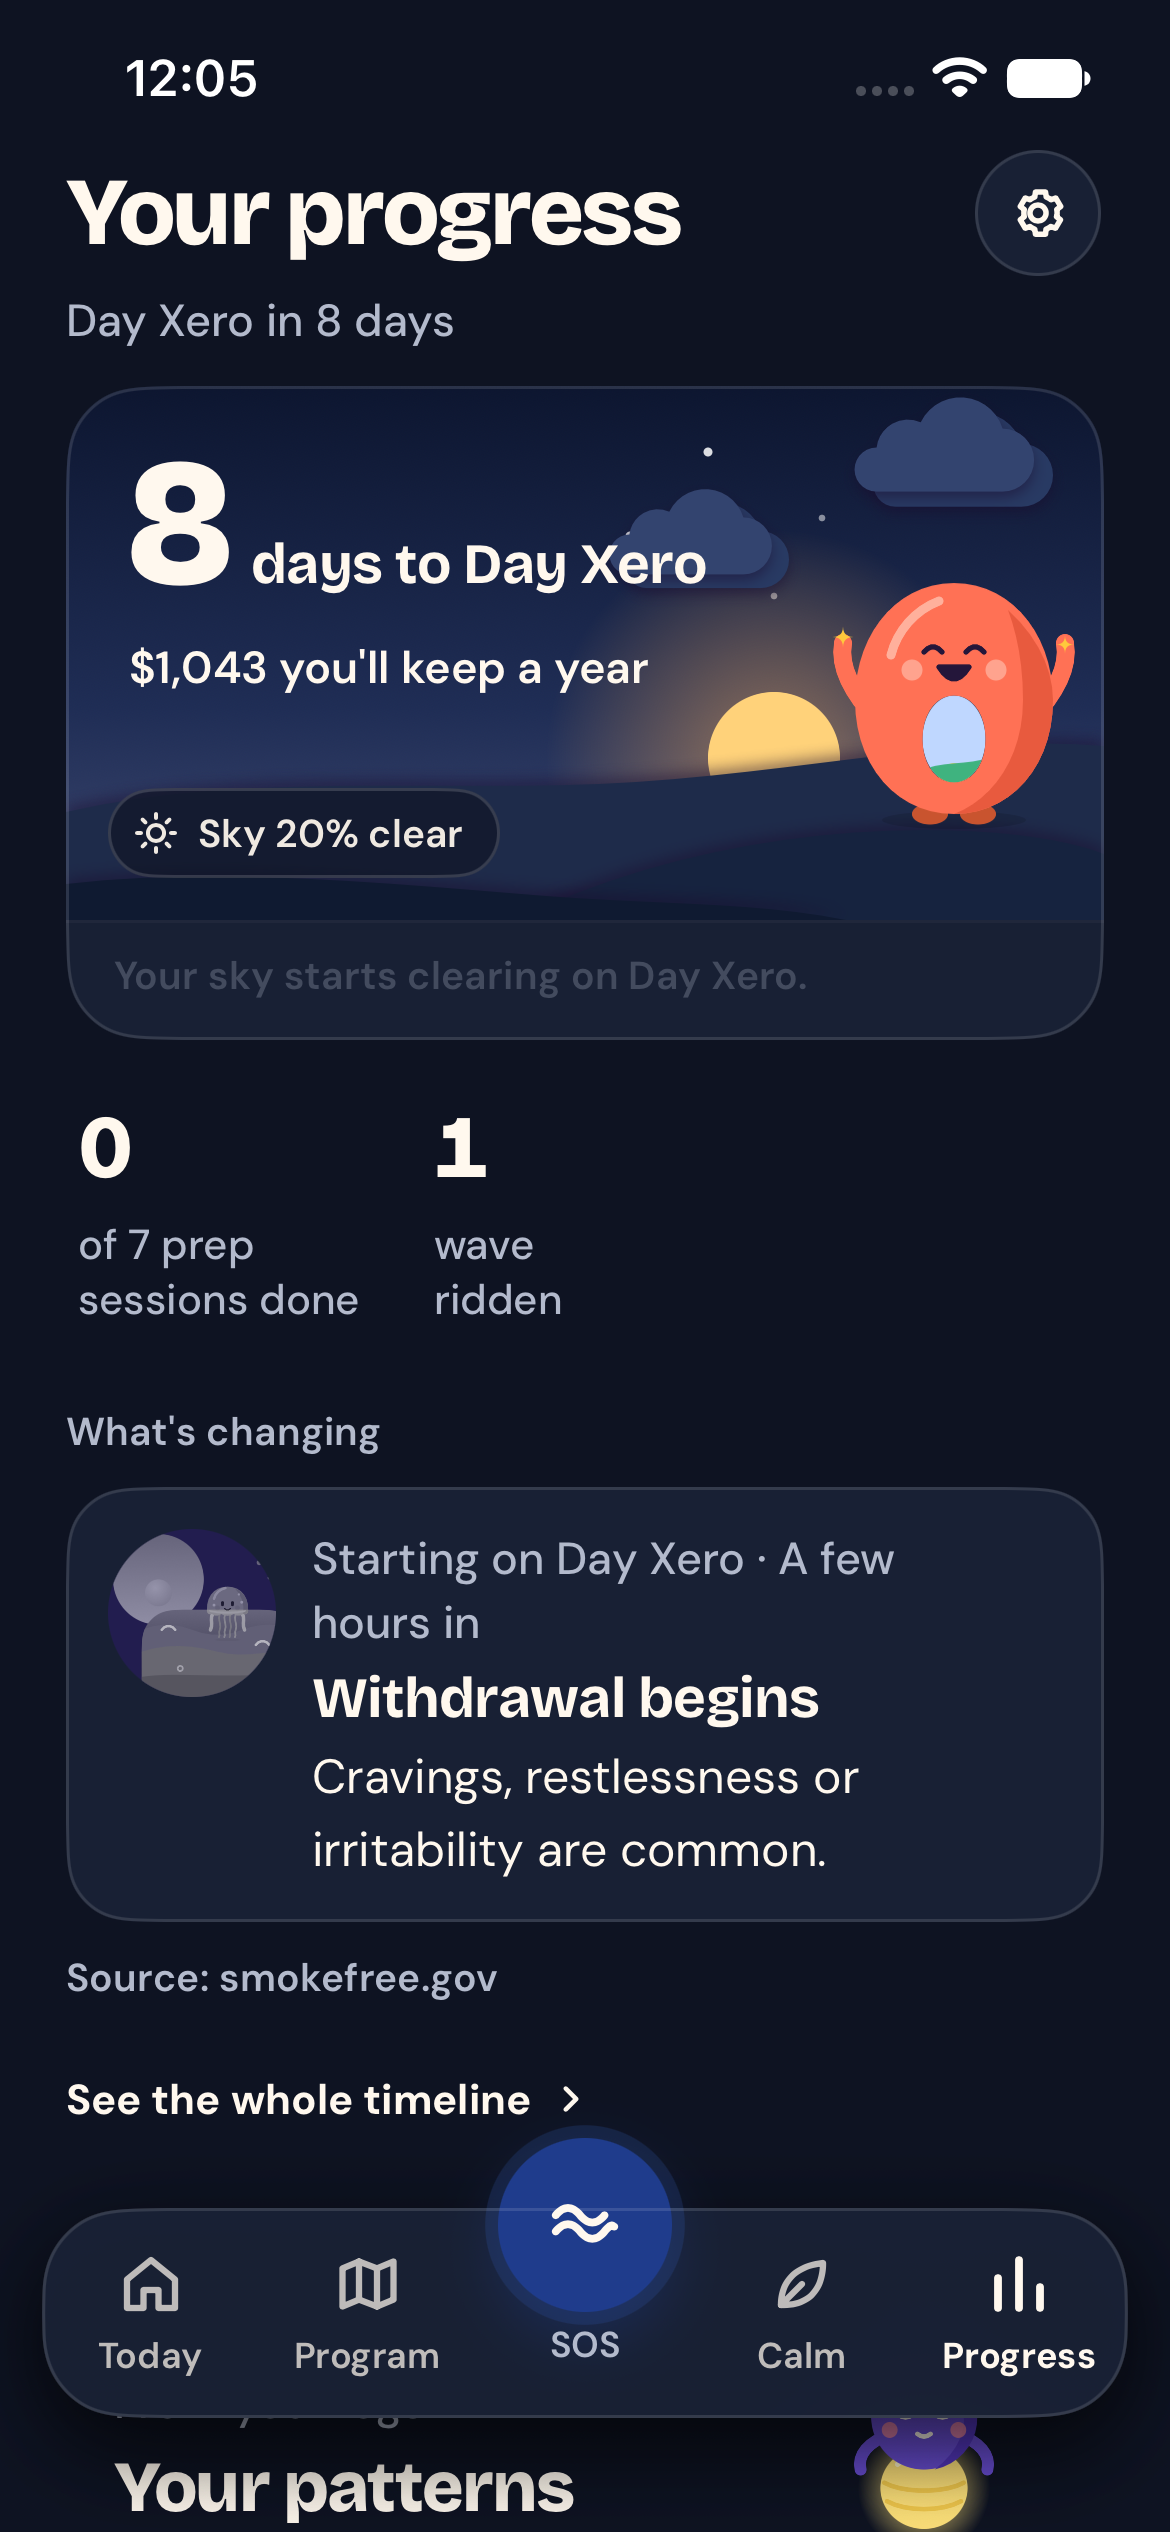 12:05
Your progress
Day Xero in 8 days
8 days to Day Xero
$1,043 you'll keep a year
Sky 20% clear
Your sky starts clearing on Day Xero.
0
of 7 prep
sessions done
1
wave
ridden
What's changing
Starting on Day Xero · A few
hours in
Withdrawal begins
Cravings, restlessness or
irritability are common.
Source: smokefree.gov
See the whole timeline
Today
Program
SOS
Calm
Progress
Your patterns